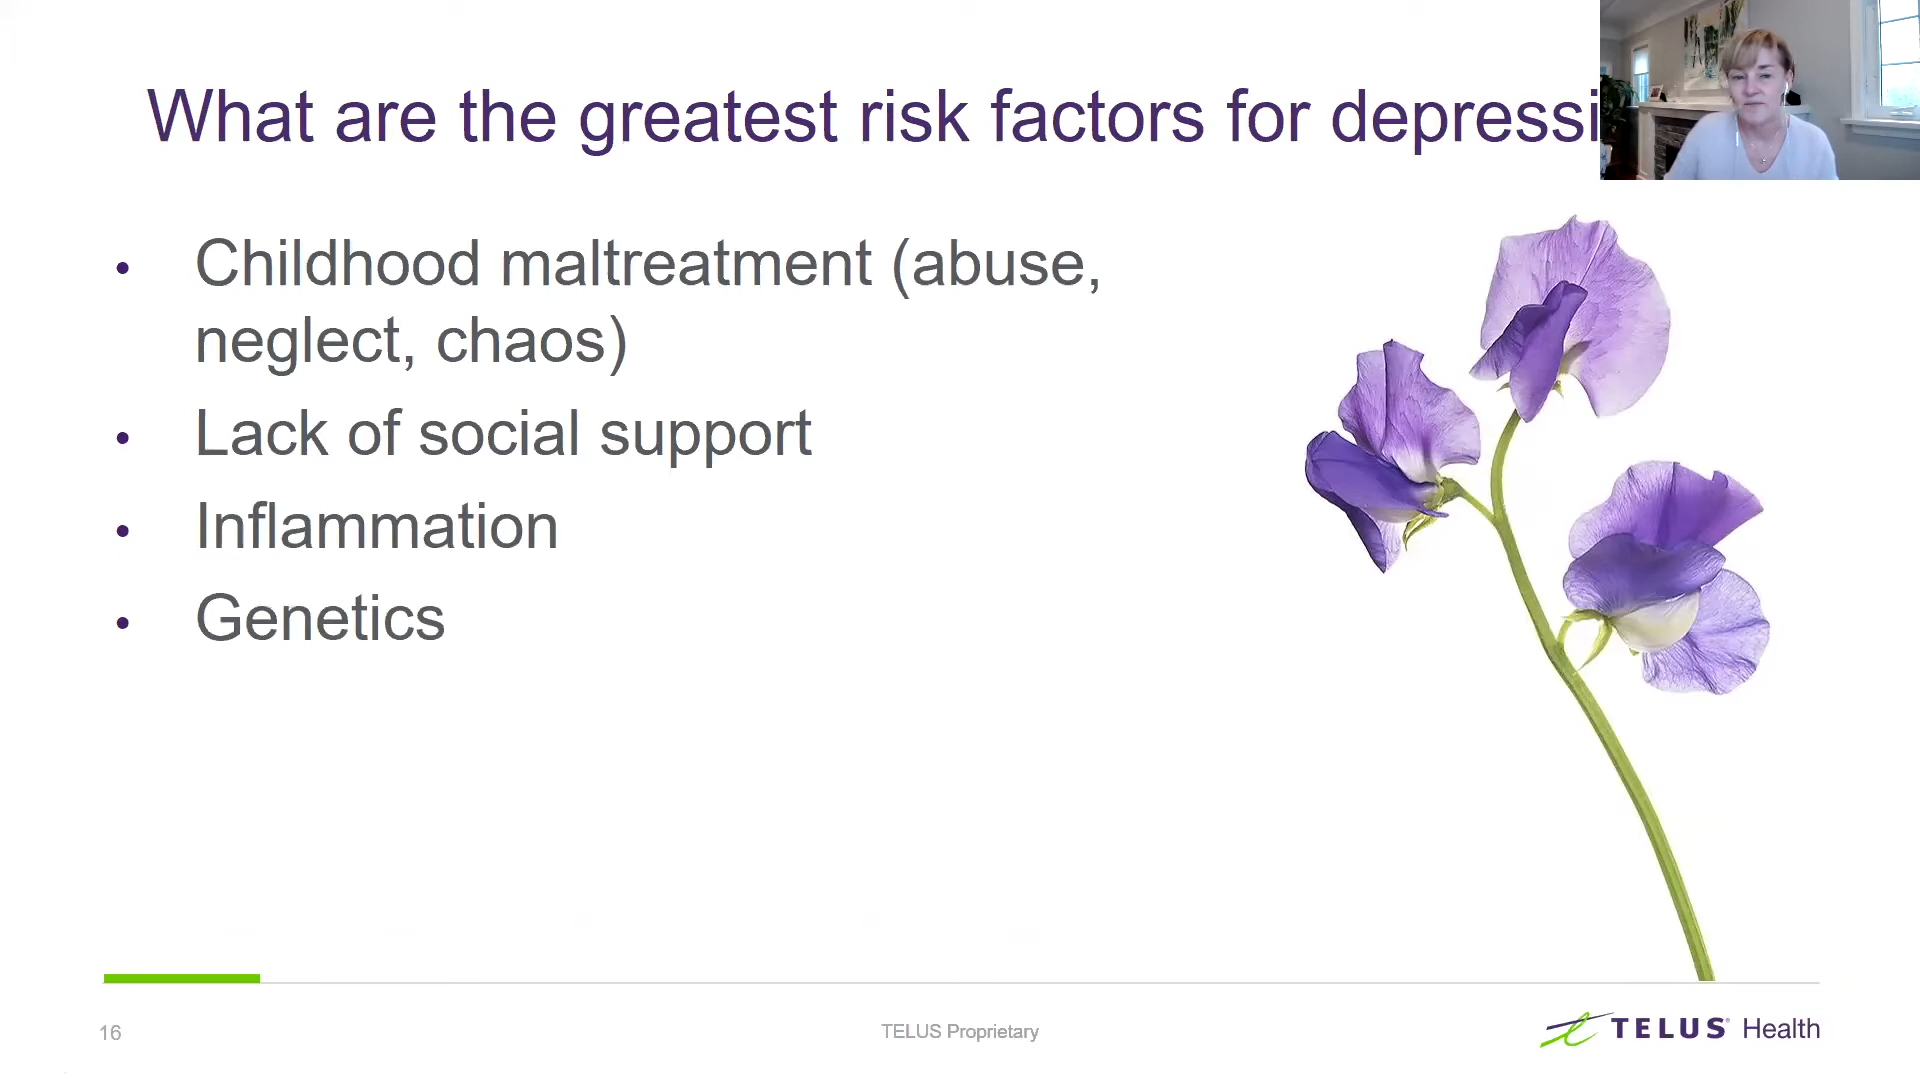 What are the greatest risk factors for depressi
• Childhood maltreatment (abuse,
neglect, chaos)
• Lack of social support
• Inflammation
• Genetics
16
TELUS Proprietary
TELUS® Health